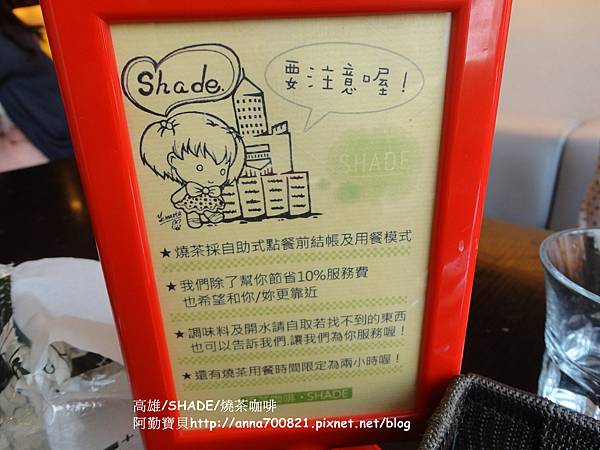 Shade.
要注意喔!
SHADE
★燒茶採自助式點餐前結帳及用餐模式
★我們除了幫你節省10%服務費
也希望和你/妳更靠近
★調味料及開水請自取若找不到的東西
也可以告訴我們,讓我們為你服務喔!
★還有燒茶用餐時間限定為兩小時喔!
咖啡・SHADE
高雄/SHADE/燒茶咖啡
阿勤寶貝http://anna700821.pixnet.net/blog